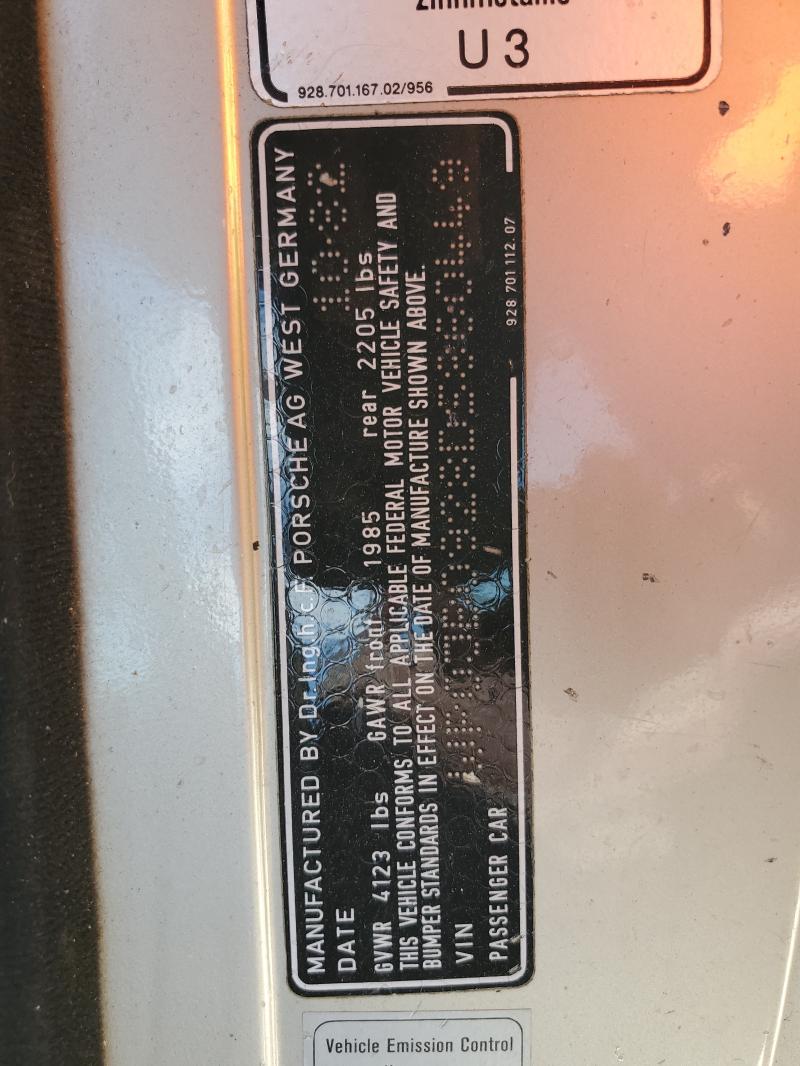 Zinnmetallic
U 3
928.701.167.02/956
MANUFACTURED BY Dr.Ing.h.c.F. PORSCHE AG WEST GERMANY
DATE 10-82
GVWR 4123 lbs GAWR front 1985 rear 2205 lbs
THIS VEHICLE CONFORMS TO ALL APPLICABLE FEDERAL MOTOR VEHICLE SAFETY AND
BUMPER STANDARDS IN EFFECT ON THE DATE OF MANUFACTURE SHOWN ABOVE.
VIN WP0JB0928DS860449
PASSENGER CAR
928 701 112 07
Vehicle Emission Control